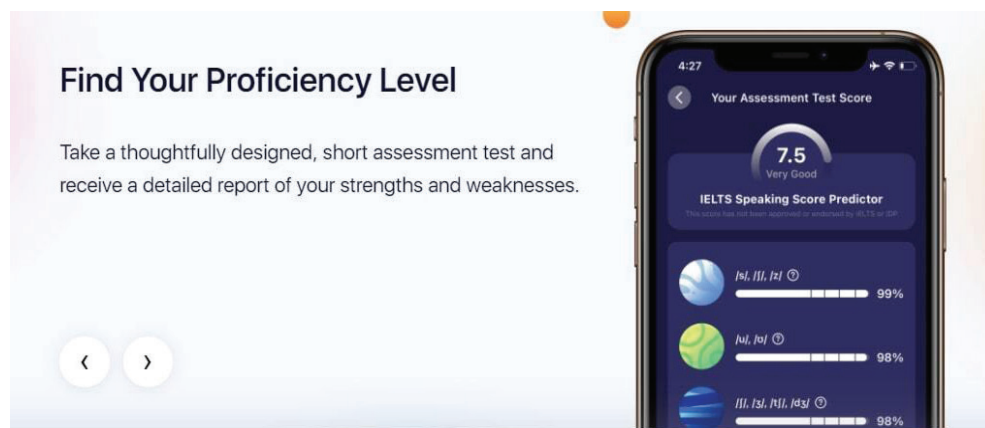 Find Your Proficiency Level
Take a thoughtfully designed, short assessment test and
receive a detailed report of your strengths and weaknesses.
4:27
Your Assessment Test Score
7.5
Very Good
IELTS Speaking Score Predictor
This score has not been approved or endorsed by IELTS or IDP
/s/, /ʃ/, /z/
99%
/u/, /ʊ/
98%
/ʃ/, /ʒ/, /tʃ/, /dʒ/
98%